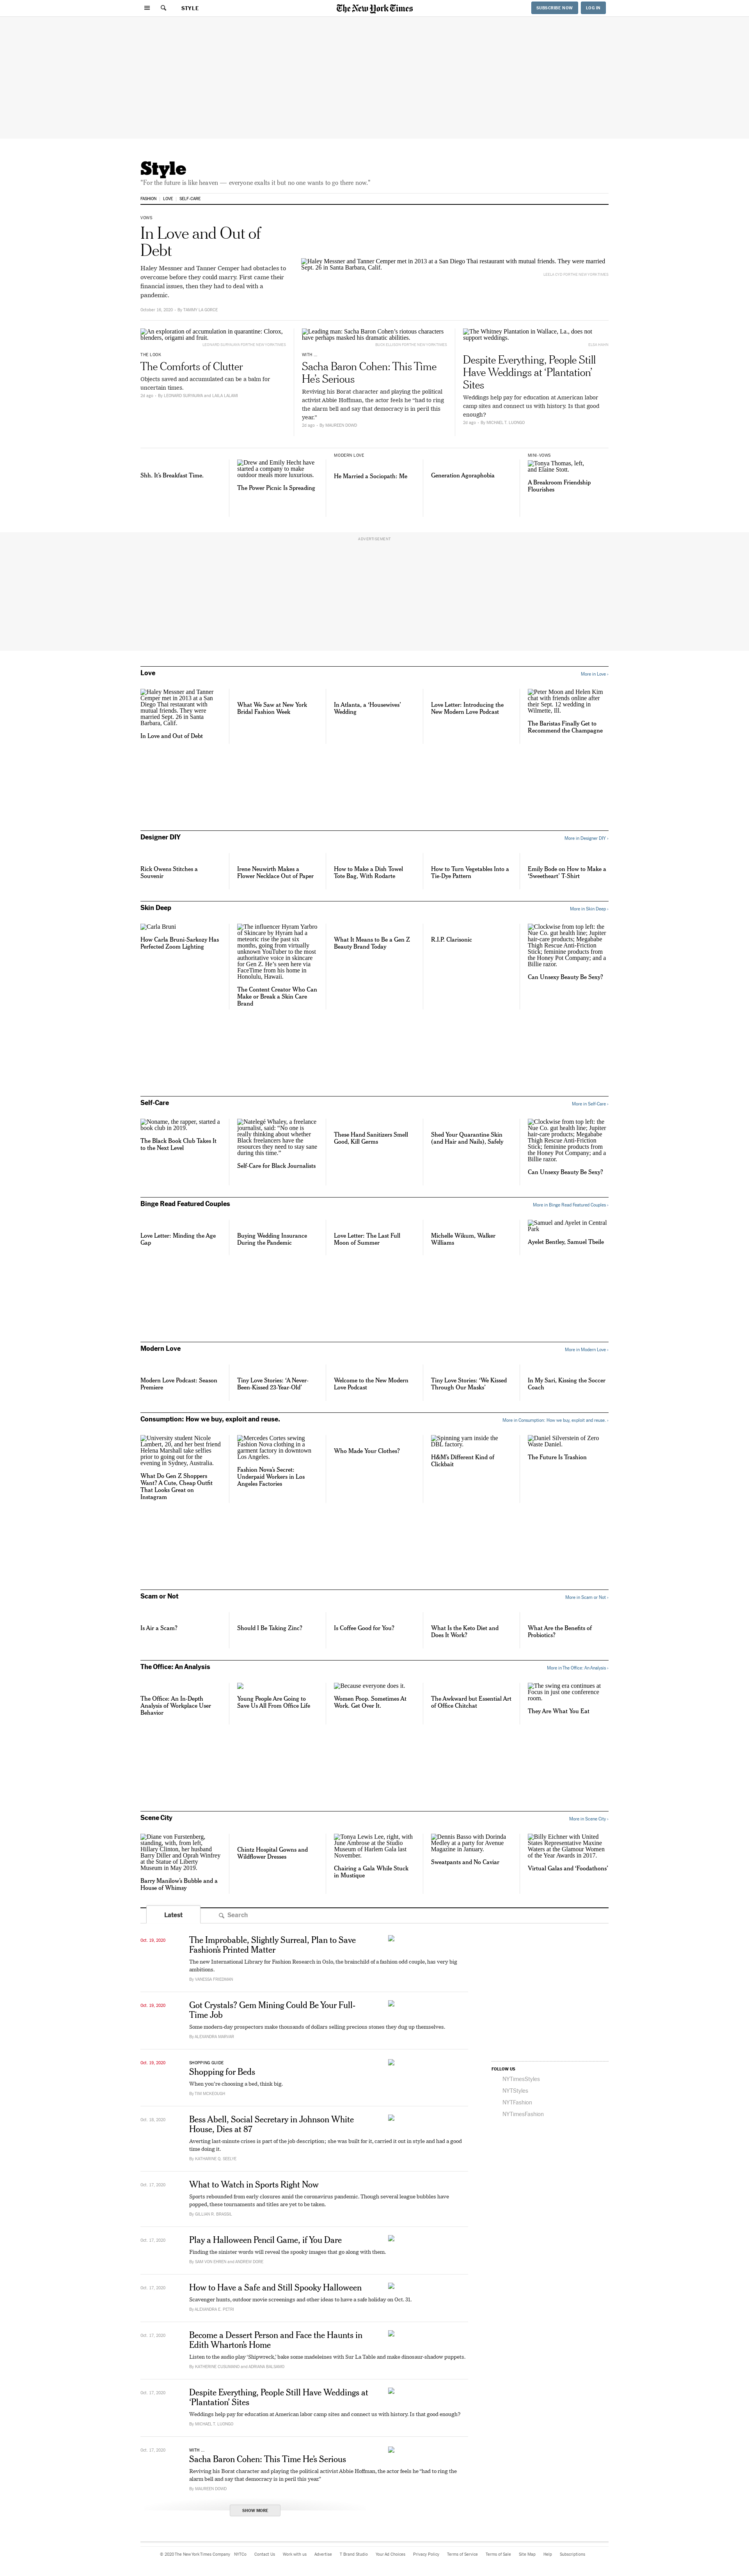 STYLE
The New York Times
SUBSCRIBE NOW
LOG IN
Style
"For the future is like heaven — everyone exalts it but no one wants to go there now."
FASHION
LOVE
SELF-CARE
VOWS
In Love and Out of
Debt
Haley Messner and Tanner Cemper had obstacles to
overcome before they could marry. First came their
financial issues, then they had to deal with a
pandemic.
October 16, 2020 - By TAMMY LA GORCE
Haley Messner and Tanner Cemper met in 2013 at a San Diego Thai restaurant with mutual friends. They were married
Sept. 26 in Santa Barbara, Calif.
An exploration of accumulation in quarantine: Clorox,
blenders, origami and fruit.
LEONARD SURYAJAYA FOR THE NEW YORK TIMES
THE LOOK
The Comforts of Clutter
Objects saved and accumulated can be a balm for
uncertain times.
2d ago - By LEONARD SURYAJAYA and LAILA LALAMI
Leading man: Sacha Baron Cohen's riotous characters
have perhaps masked his dramatic abilities.
WITH ...
Sacha Baron Cohen: This Time
He's Serious
Reviving his Borat character and playing the political
activist Abbie Hoffman, the actor feels he "had to ring
the alarm bell and say that democracy is in peril this
year."
2d ago - By MAUREEN DOWD
The Whitney Plantation in Wallace, La., does not
support weddings.
Despite Everything, People Still
Have Weddings at 'Plantation'
Sites
Weddings help pay for education at American labor
camp sites and connect us with history. Is that good
enough?
2d ago - By MICHAEL T. LUONGO
Shh. It's Breakfast Time.
Drew and Emily Hecht have
started a company to make
outdoor meals more luxurious.
The Power Picnic Is Spreading
MODERN LOVE
He Married a Sociopath: Me
Generation Agoraphobia
MINI-VOWS
Tonya Thomas, left,
and Elaine Stott.
A Breakroom Friendship
Flourishes
ADVERTISEMENT
Love
More in Love ›
Haley Messner and Tanner
Cemper met in 2013 at a San
Diego Thai restaurant with
mutual friends. They were
married Sept. 26 in Santa
Barbara, Calif.
In Love and Out of Debt
What We Saw at New York
Bridal Fashion Week
In Atlanta, a 'Housewives'
Wedding
Love Letter: Introducing the
New Modern Love Podcast
Peter Moon and Helen Kim
chat with friends online after
their Sept. 12 wedding in
Wilmette, Ill.
The Baristas Finally Get to
Recommend the Champagne
Designer DIY
More in Designer DIY ›
Rick Owens Stitches a
Souvenir
Irene Neuwirth Makes a
Flower Necklace Out of Paper
How to Make a Dish Towel
Tote Bag, With Rodarte
How to Turn Vegetables Into a
Tie-Dye Pattern
Emily Bode on How to Make a
'Sweetheart' T-Shirt
Skin Deep
More in Skin Deep ›
Carla Bruni
How Carla Bruni-Sarkozy Has
Perfected Zoom Lighting
The influencer Hyram Yarbro
of Skincare by Hyram had a
meteoric rise the past six
months, going from virtually
unknown YouTuber to the most
authoritative voice in skincare
for Gen Z. He's seen here via
FaceTime from his home in
Honolulu, Hawaii.
The Content Creator Who Can
Make or Break a Skin Care
Brand
What It Means to Be a Gen Z
Beauty Brand Today
R.I.P. Clarisonic
Clockwise from top left: the
Nue Co. gut health line; Jupiter
hair-care products; Megababe
Thigh Rescue Anti-Friction
Stick; feminine products from
the Honey Pot Company; and a
Billie razor.
Can Unsexy Beauty Be Sexy?
Self-Care
More in Self-Care ›
Noname, the rapper, started a
book club in 2019.
The Black Book Club Takes It
to the Next Level
Natelegé Whaley, a freelance
journalist, said: "No one is
really thinking about whether
Black freelancers have the
resources they need to stay sane
during this time."
Self-Care for Black Journalists
These Hand Sanitizers Smell
Good, Kill Germs
Shed Your Quarantine Skin
(and Hair and Nails), Safely
Clockwise from top left: the
Nue Co. gut health line; Jupiter
hair-care products; Megababe
Thigh Rescue Anti-Friction
Stick; feminine products from
the Honey Pot Company; and a
Billie razor.
Can Unsexy Beauty Be Sexy?
Binge Read Featured Couples
More in Binge Read Featured Couples ›
Love Letter: Minding the Age
Gap
Buying Wedding Insurance
During the Pandemic
Love Letter: The Last Full
Moon of Summer
Michelle Wikum, Walker
Williams
Samuel and Ayelet in Central
Park
Ayelet Bentley, Samuel Tbeile
Modern Love
More in Modern Love ›
Modern Love Podcast: Season
Premiere
Tiny Love Stories: 'A Never-
Been-Kissed 23-Year-Old'
Welcome to the New Modern
Love Podcast
Tiny Love Stories: 'We Kissed
Through Our Masks'
In My Sari, Kissing the Soccer
Coach
Consumption: How we buy, exploit and reuse.
More in Consumption: How we buy, exploit and reuse. ›
University student Nicole
Lambert, 20, and her best friend
Helena Marshall take selfies
prior to going out for the
evening in Sydney, Australia.
What Do Gen Z Shoppers
Want? A Cute, Cheap Outfit
That Looks Great on
Instagram
Mercedes Cortes sewing
Fashion Nova clothing in a
garment factory in downtown
Los Angeles.
Fashion Nova's Secret:
Underpaid Workers in Los
Angeles Factories
Who Made Your Clothes?
Spinning yarn inside the
DBL factory.
H&M's Different Kind of
Clickbait
Daniel Silverstein of Zero
Waste Daniel.
The Future Is Trashion
Scam or Not
More in Scam or Not ›
Is Air a Scam?
Should I Be Taking Zinc?
Is Coffee Good for You?
What Is the Keto Diet and
Does It Work?
What Are the Benefits of
Probiotics?
The Office: An Analysis
More in The Office: An Analysis ›
The Office: An In-Depth
Analysis of Workplace User
Behavior
Young People Are Going to
Save Us All From Office Life
Because everyone does it.
Women Poop. Sometimes At
Work. Get Over It.
The Awkward but Essential Art
of Office Chitchat
The swing era continues at
Focus in just one conference
room.
They Are What You Eat
Scene City
More in Scene City ›
Diane von Furstenberg,
standing, with, from left,
Hillary Clinton, her husband
Barry Diller and Oprah Winfrey
at the Statue of Liberty
Museum in May 2019.
Barry Manilow's Bubble and a
House of Whimsy
Chintz Hospital Gowns and
Wildflower Dresses
Tonya Lewis Lee, right, with
June Ambrose at the Studio
Museum of Harlem Gala last
November.
Chairing a Gala While Stuck
in Mustique
Dennis Basso with Dorinda
Medley at a party for Avenue
Magazine in January.
Sweatpants and No Caviar
Billy Eichner with United
States Representative Maxine
Waters at the Glamour Women
of the Year Awards in 2017.
Virtual Galas and 'Foodathons'
Latest
Search
Oct. 19, 2020
The Admirable, Slightly Surreal, Plan to Save
Fashion's Printed Matter
The new International Library for Fashion Research in Oslo, the brainchild of a fashion odd couple, has very big
ambitions.
By VANESSA FRIEDMAN
Oct. 19, 2020
Got Crystals? Gem Mining Could Be Your Full-
Time Job
Some modern-day prospectors make thousands of dollars selling precious stones they dug up themselves.
By ALEXANDRA MARVAR
Oct. 19, 2020
SHOPPING GUIDE
Shopping for Beds
When you're choosing a bed, think big.
By TIM McKEOUGH
Oct. 18, 2020
Bess Abell, Social Secretary in Johnson White
House, Dies at 87
Averting last-minute crises is part of the job description; she was built for it, carried it out in style and had a good
time doing it.
By KATHARINE Q. SEELYE
Oct. 17, 2020
What to Watch in Sports Right Now
Sports rebounded from early closures amid the coronavirus pandemic. Though several league bubbles have
popped, these tournaments and titles are yet to be taken.
By GILLIAN R. BRASSIL
Oct. 17, 2020
Play a Halloween Pencil Game, if You Dare
Finding the sinister words will reveal the spooky images that go along with them.
By SAM VON EHREN and ANDREW DORE
Oct. 17, 2020
How to Have a Safe and Still Spooky Halloween
Scavenger hunts, outdoor movie screenings and other ideas to have a safe holiday on Oct. 31.
By ALEXANDRA E. PETRI
Oct. 17, 2020
Become a Dessert Person and Face the Haunts in
Edith Wharton's Home
Listen to the audio play 'Shipwreck,' bake some madeleines with Sur La Table and make dinosaur-shadow puppets.
By KATHERINE CUSUMANO and ADRIANA BALSAMO
Oct. 17, 2020
Despite Everything, People Still Have Weddings at
'Plantation' Sites
Weddings help pay for education at American labor camp sites and connect us with history. Is that good enough?
By MICHAEL T. LUONGO
Oct. 17, 2020
WITH ...
Sacha Baron Cohen: This Time He's Serious
Reviving his Borat character and playing the political activist Abbie Hoffman, the actor feels he "had to ring the
alarm bell and say that democracy is in peril this year."
By MAUREEN DOWD
SHOW MORE
FOLLOW US
NYTimesStyles
NYTStyles
NYTFashion
NYTimesFashion
© 2020 The New York Times Company
NYTCo
Contact Us
Work with us
Advertise
T Brand Studio
Your Ad Choices
Privacy Policy
Terms of Service
Terms of Sale
Site Map
Help
Subscriptions